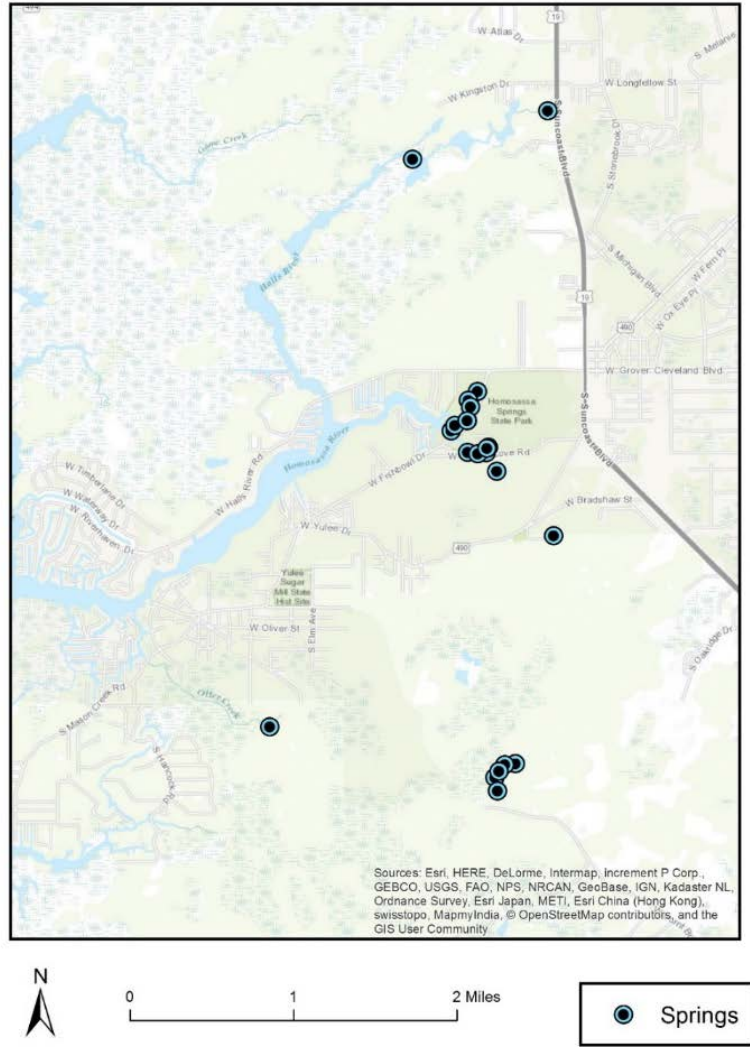 494
19
W Atlas Dr
S Melanie
W Kingston Dr
W Longfellow St
S Suncoast Blvd
S Stonebrook Dr
Halls River
S Michigan Blvd
W Fern Pl
W Ox Eye Pl
19
490
W Grover Cleveland Blvd
Homosassa
Springs
State Park
S Suncoast Blvd
Homosassa River
W Halls River Rd
W Fishbowl Dr
W Timberlane Dr
W Waterway Dr
W Riverhaven Dr
W Yulee Dr
W Bradshaw St
490
Yulee
Sugar
Mill State
Hist Site
W Oliver St
S Elm Ave
S Oakridge Dr
Otter Creek
S Mason Creek Rd
S Hancock Rd
Sources: Esri, HERE, DeLorme, Intermap, increment P Corp.,
GEBCO, USGS, FAO, NPS, NRCAN, GeoBase, IGN, Kadaster NL,
Ordnance Survey, Esri Japan, METI, Esri China (Hong Kong),
swisstopo, MapmyIndia, © OpenStreetMap contributors, and the
GIS User Community
N
0 1 2 Miles
Springs